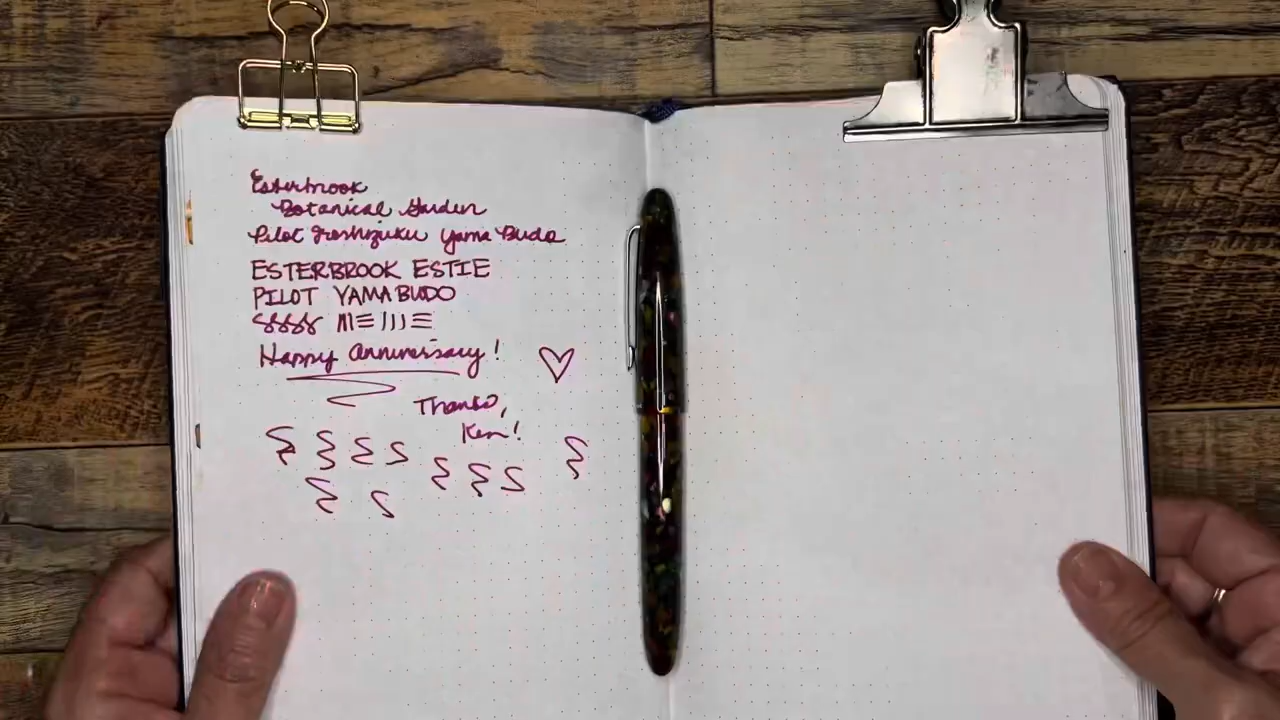 Esterbrook
Botanical Garden
Pilot Iroshizuku Yama Budo
ESTERBROOK ESTIE
PILOT YAMABUDO
Happy Anniversary!
Thanks,
Ken!